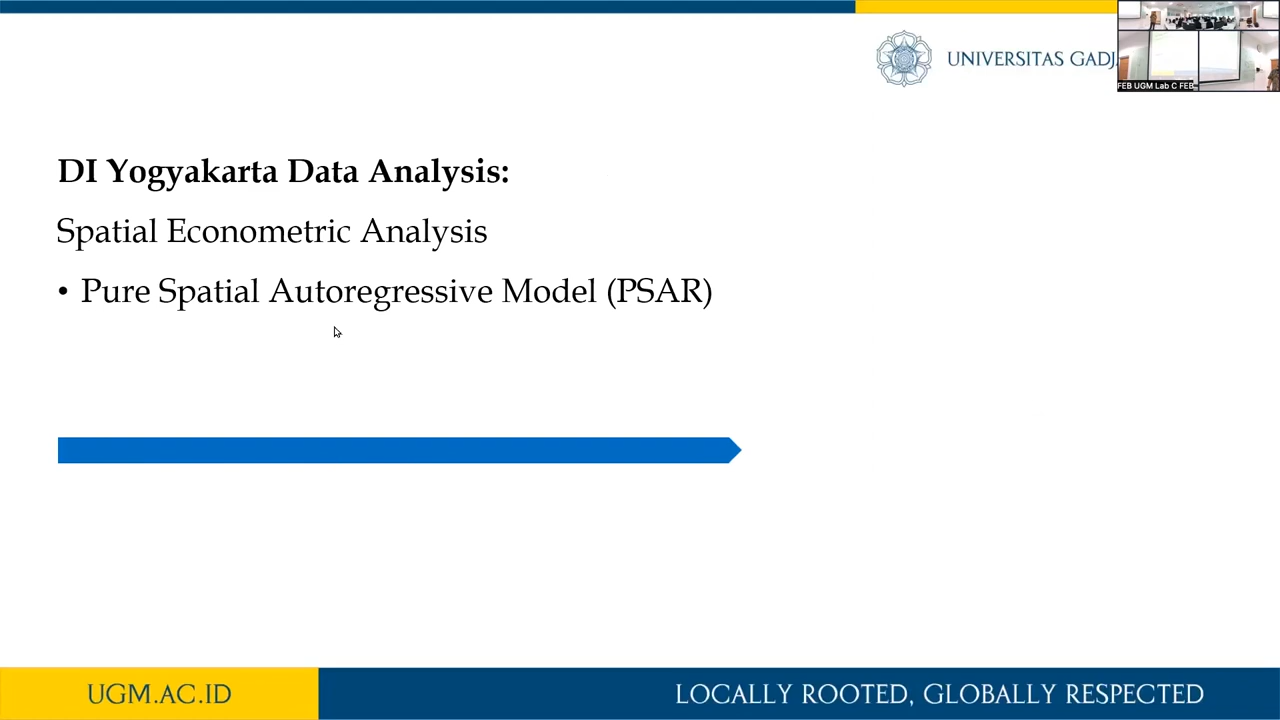 UNIVERSITAS
FEB UGM Lab C FEB
DI Yogyakarta Data Analysis:
Spatial Econometric Analysis
• Pure Spatial Autoregressive Model (PSAR)
UGM.AC.ID
LOCALLY ROOTED, GLOBALLY RESPECTED